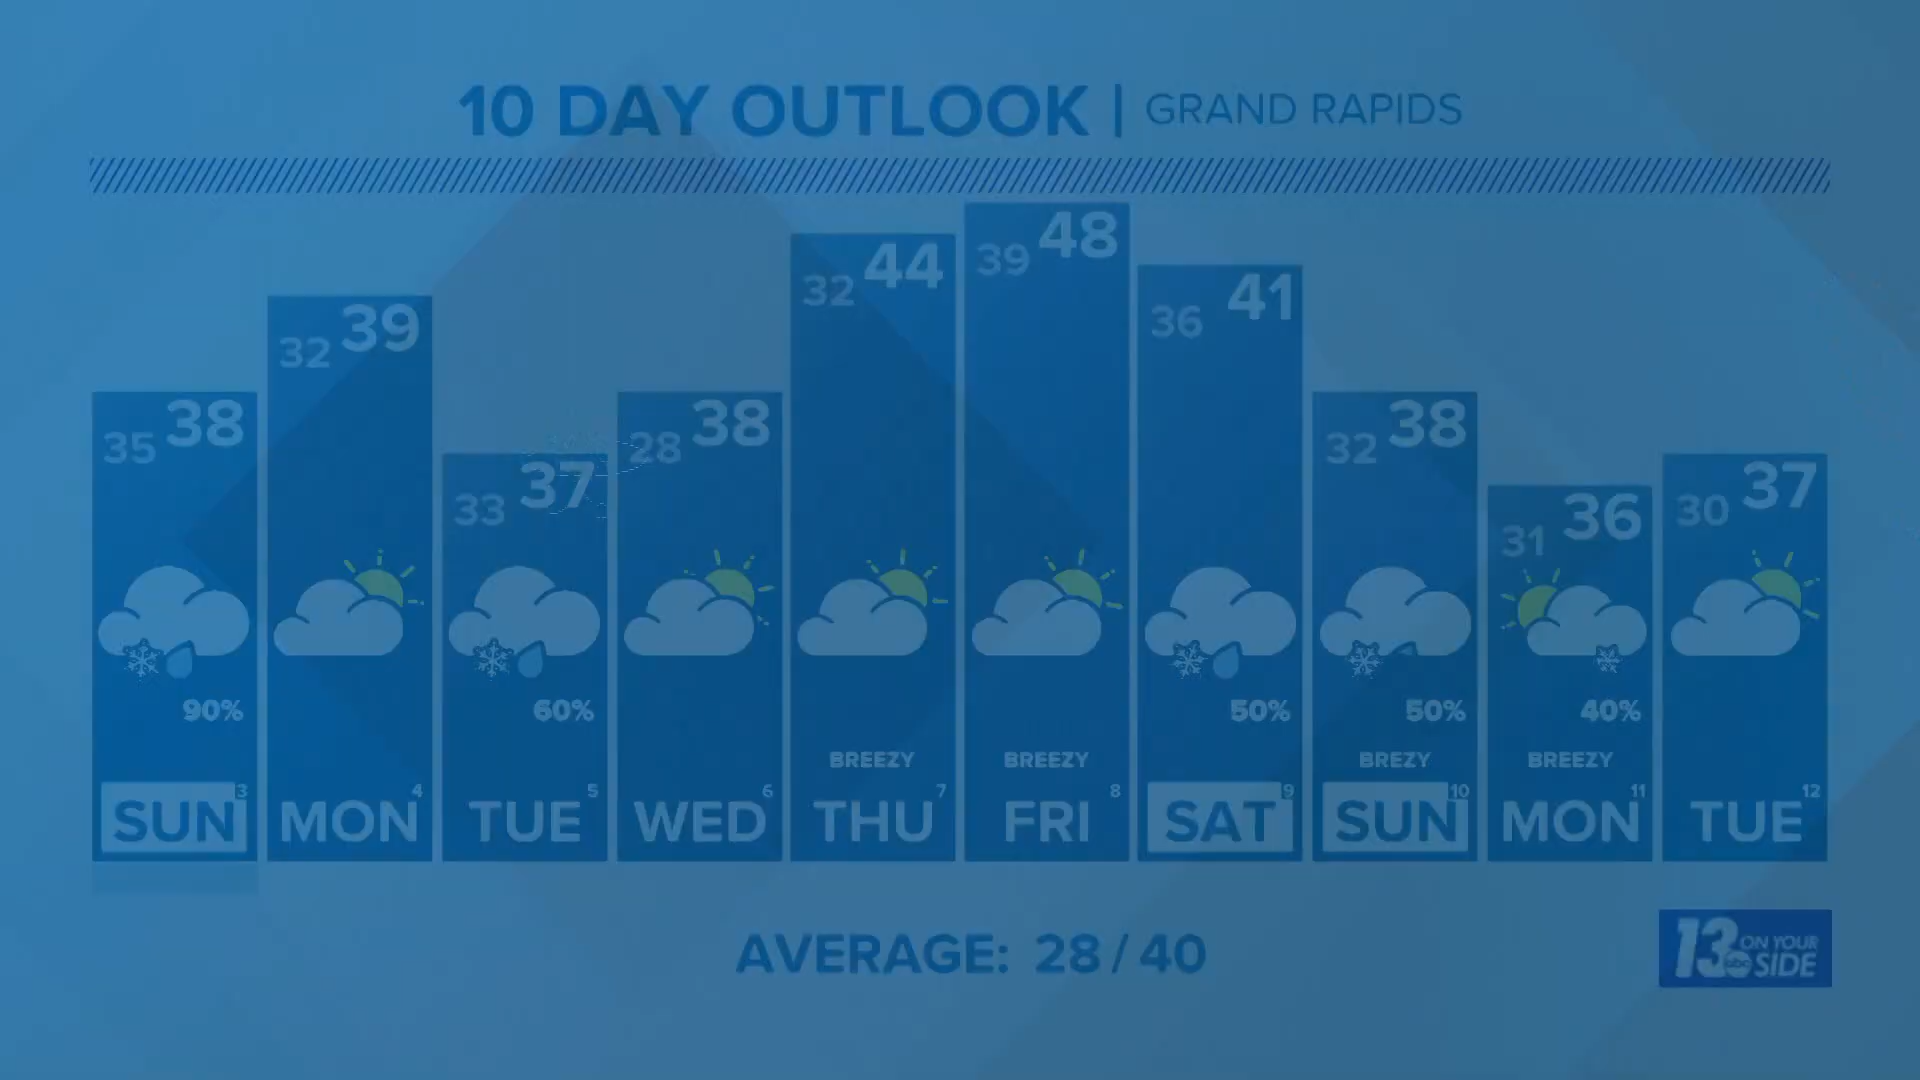 10 DAY OUTLOOK | GRAND RAPIDS
35 38
32 39
33 37
28 38
32 44
39 48
36 41
32 38
31 36
30 37
90%
60%
50%
50%
40%
BREEZY
BREEZY
BREZY
BREEZY
SUN 3
MON 4
TUE 5
WED 6
THU 7
FRI 8
SAT 9
SUN 10
MON 11
TUE 12
AVERAGE: 28 / 40
13 abc ON YOUR SIDE